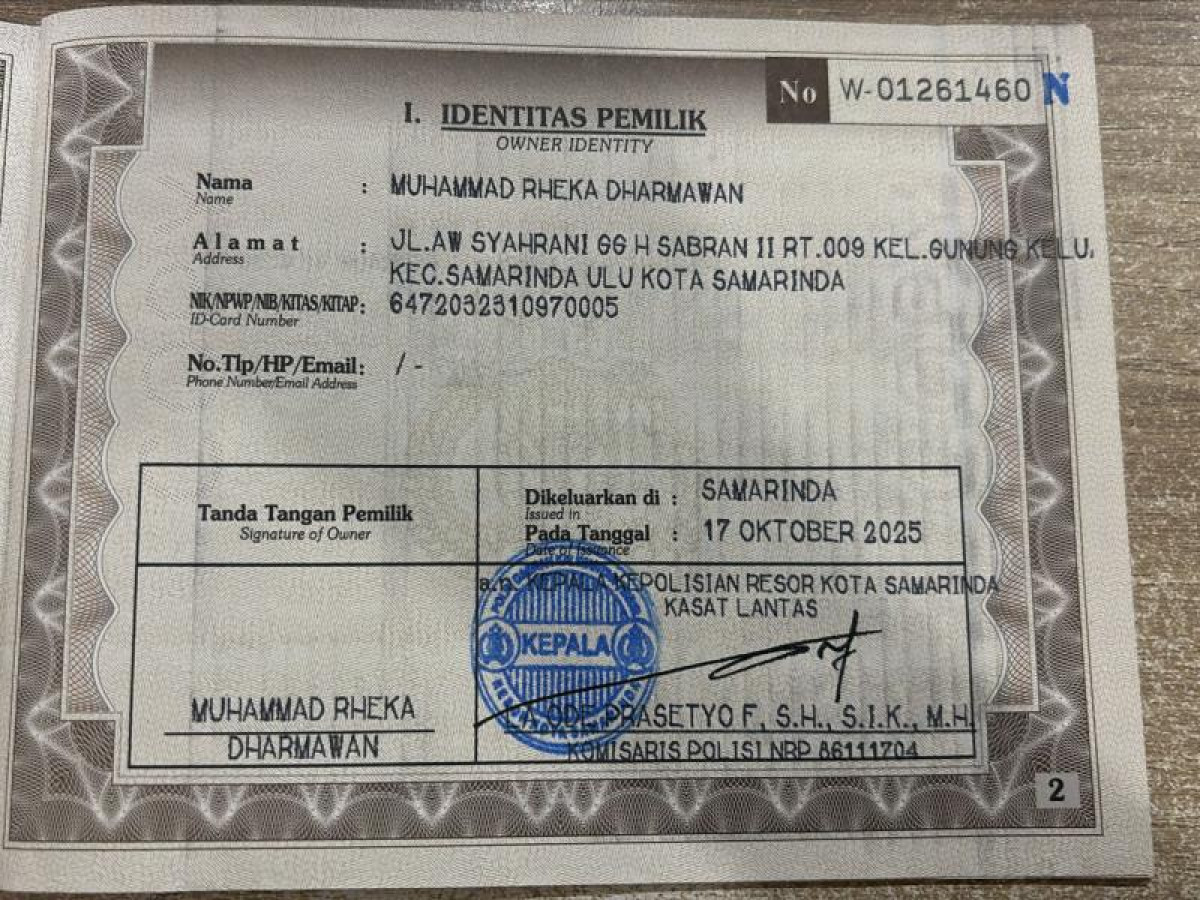 No W-01261460 N
I. IDENTITAS PEMILIK
OWNER IDENTITY
Nama : MUHAMMAD RHEKA DHARMAWAN
Name
Alamat : JL.AW SYAHRANI GG H SABRAN II RT.009 KEL.GUNUNG KELU
Address
KEC.SAMARINDA ULU KOTA SAMARINDA
NIK/NPWP/NIB/KITAS/KITAP: 6472032310970005
ID-Card Number
No.Tlp/HP/Email: / -
Phone Number/Email Address
Tanda Tangan Pemilik
Signature of Owner
Dikeluarkan di : SAMARINDA
Issued in
Pada Tanggal : 17 OKTOBER 2025
Date of Issuance
a.n KEPALA KEPOLISIAN RESOR KOTA SAMARINDA
KASAT LANTAS
KEPALA
MUHAMMAD RHEKA
DHARMAWAN
PRASETYO F, S.H., S.I.K., M.H.
KOMISARIS POLISI NRP 86111704
2